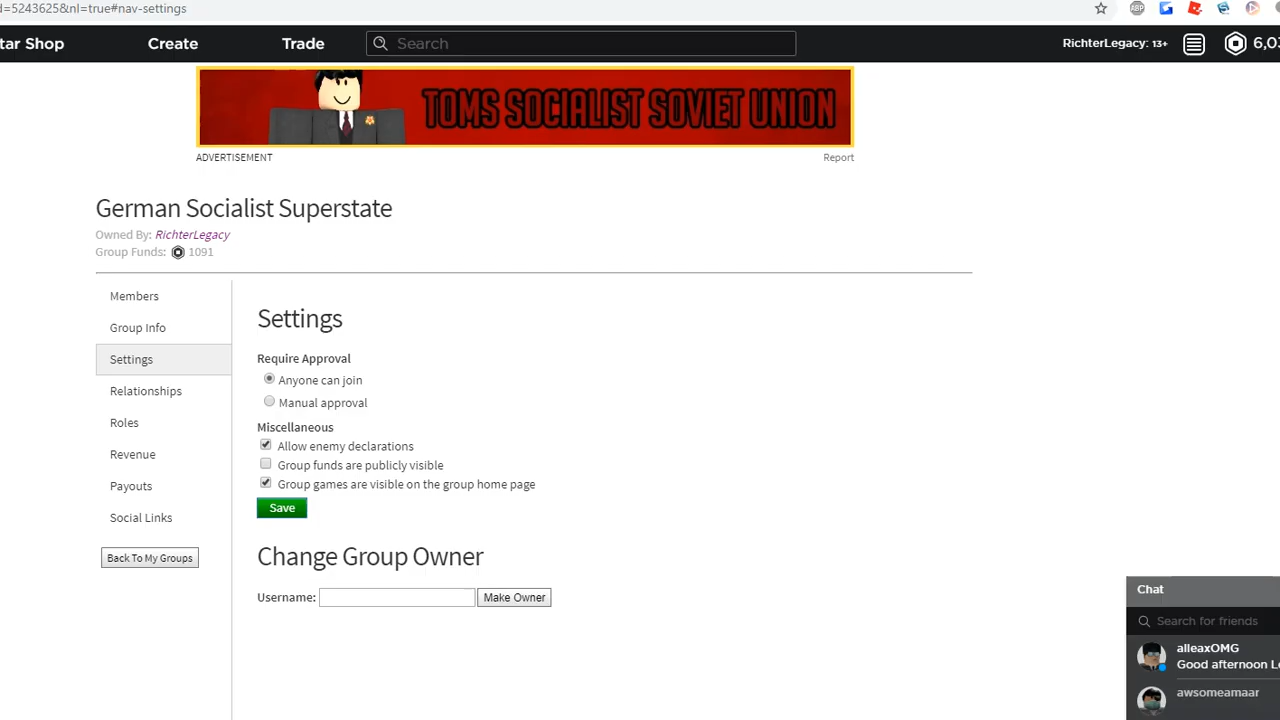 d=5243625&nl=true#nav-settings
tar Shop
Create
Trade
Search
RichterLegacy: 13+
6,03
TOMS SOCIALIST SOVIET UNION
ADVERTISEMENT
Report
German Socialist Superstate
Owned By: RichterLegacy
Group Funds: 1091
Members
Group Info
Settings
Relationships
Roles
Revenue
Payouts
Social Links
Back To My Groups
Settings
Require Approval
Anyone can join
Manual approval
Miscellaneous
Allow enemy declarations
Group funds are publicly visible
Group games are visible on the group home page
Save
Change Group Owner
Username:
Make Owner
Chat
Search for friends
alleaxOMG
Good afternoon Le
awsomeamaar